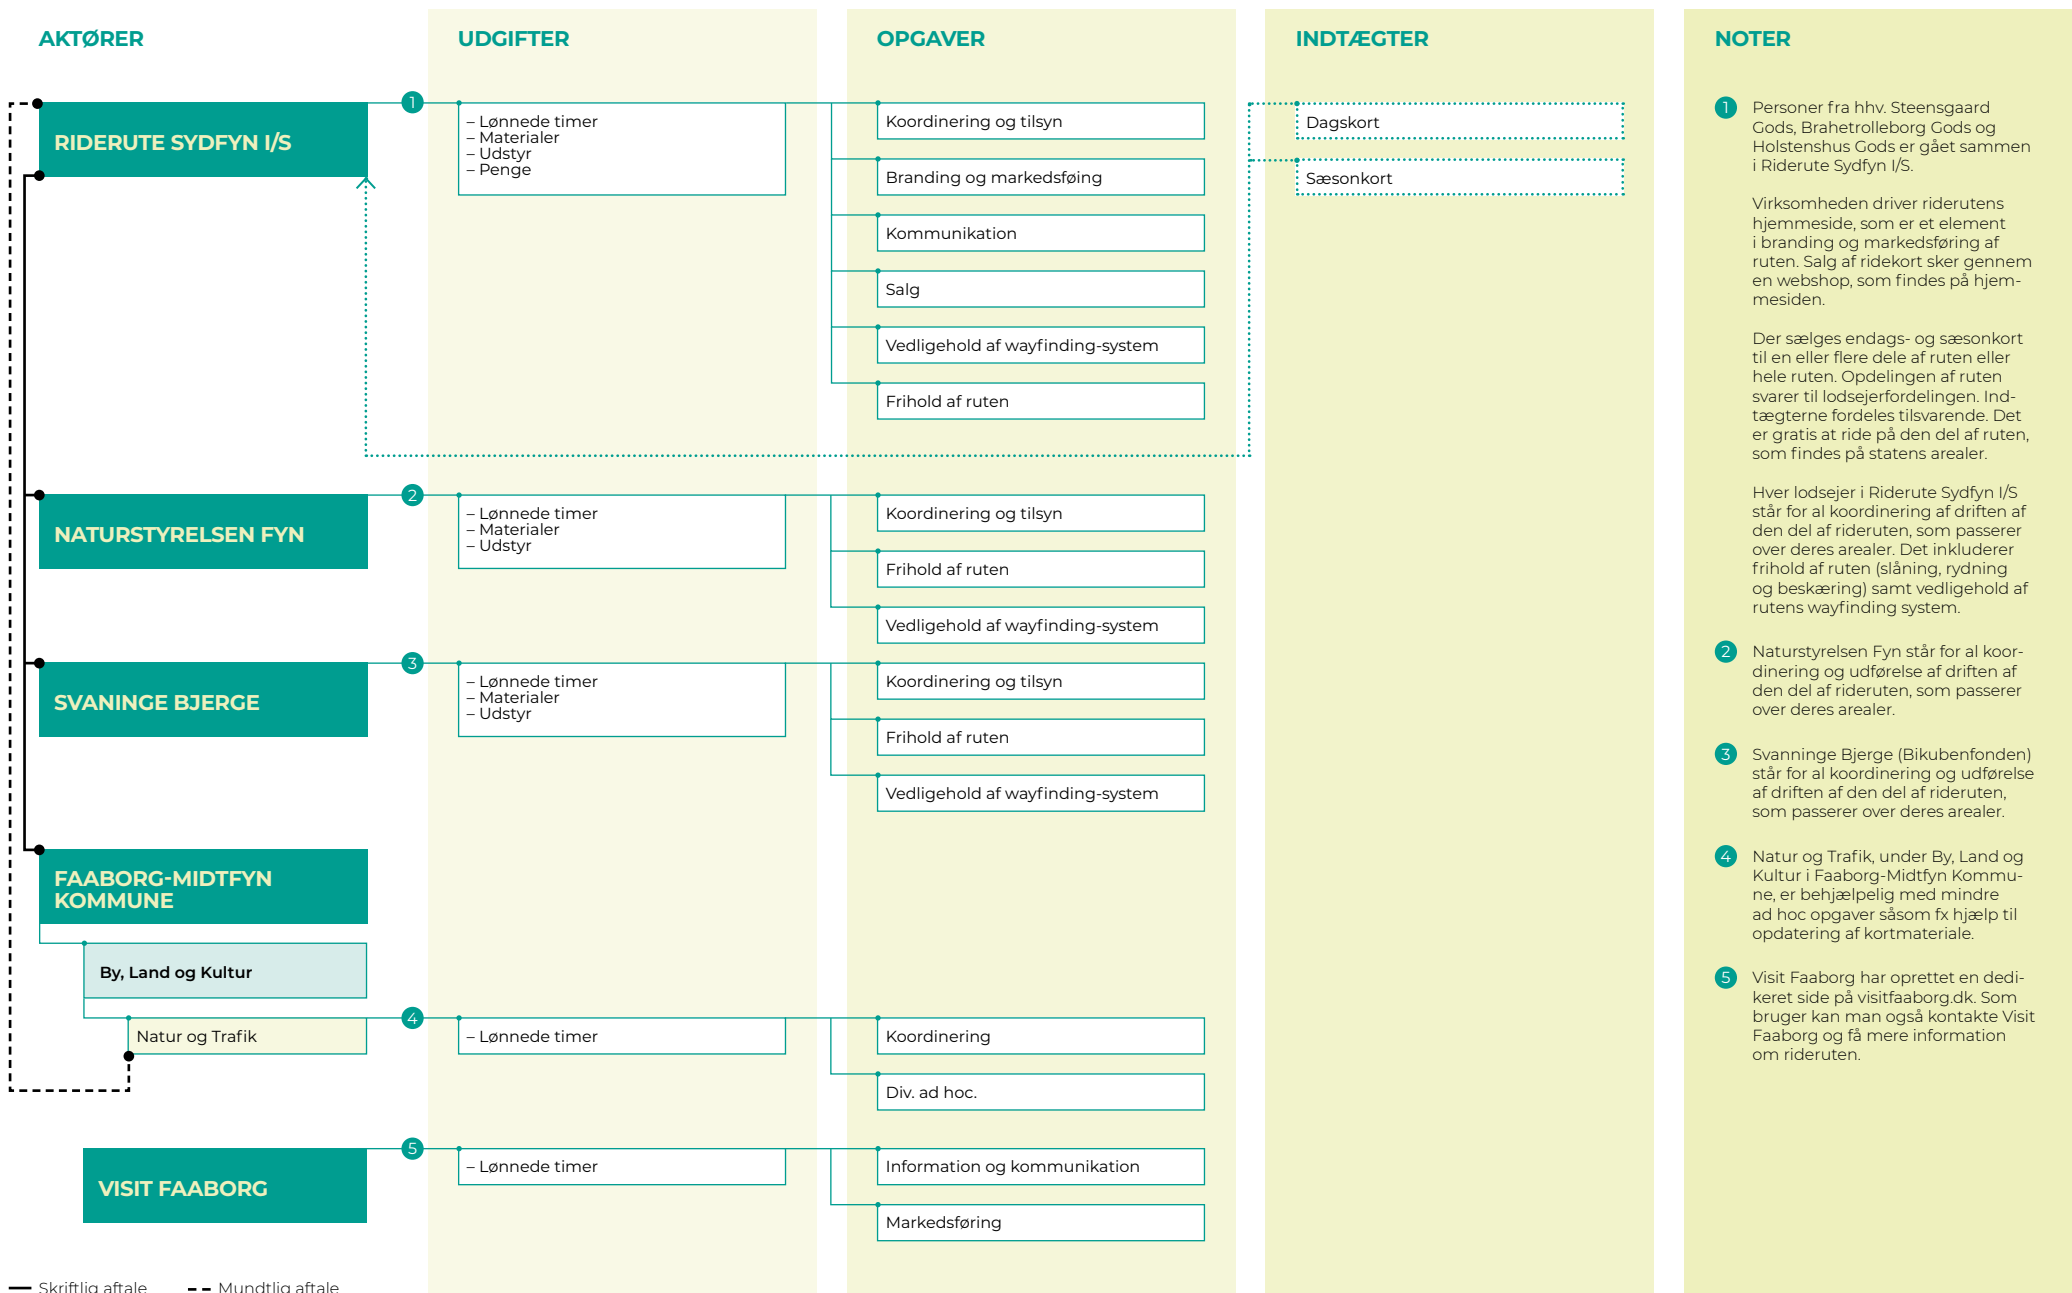 AKTØRER
UDGIFTER
OPGAVER
INDTÆGTER
NOTER
RIDERUTE SYDFYN I/S
1
– Lønnede timer
– Materialer
– Udstyr
– Penge
Koordinering og tilsyn
Branding og markedsføing
Kommunikation
Salg
Vedligehold af wayfinding-system
Frihold af ruten
Dagskort
Sæsonkort
NATURSTYRELSEN FYN
2
– Lønnede timer
– Materialer
– Udstyr
Koordinering og tilsyn
Frihold af ruten
Vedligehold af wayfinding-system
SVANINGE BJERGE
3
– Lønnede timer
– Materialer
– Udstyr
Koordinering og tilsyn
Frihold af ruten
Vedligehold af wayfinding-system
FAABORG-MIDTFYN
KOMMUNE
By, Land og Kultur
Natur og Trafik
4
– Lønnede timer
Koordinering
Div. ad hoc.
VISIT FAABORG
5
– Lønnede timer
Information og kommunikation
Markedsføring
1 Personer fra hhv. Steensgaard
Gods, Brahetrolleborg Gods og
Holstenshus Gods er gået sammen
i Riderute Sydfyn I/S.
Virksomheden driver riderutens
hjemmeside, som er et element
i branding og markedsføring af
ruten. Salg af ridekort sker gennem
en webshop, som findes på hjem-
mesiden.
Der sælges endags- og sæsonkort
til en eller flere dele af ruten eller
hele ruten. Opdelingen af ruten
svarer til lodsejerfordelingen. Ind-
tægterne fordeles tilsvarende. Det
er gratis at ride på den del af ruten,
som findes på statens arealer.
Hver lodsejer i Riderute Sydfyn I/S
står for al koordinering af driften af
den del af rideruten, som passerer
over deres arealer. Det inkluderer
frihold af ruten (slåning, rydning
og beskæring) samt vedligehold af
rutens wayfinding system.
2 Naturstyrelsen Fyn står for al koor-
dinering og udførelse af driften af
den del af rideruten, som passerer
over deres arealer.
3 Svanninge Bjerge (Bikubenfonden)
står for al koordinering og udførelse
af driften af den del af rideruten,
som passerer over deres arealer.
4 Natur og Trafik, under By, Land og
Kultur i Faaborg-Midtfyn Kommu-
ne, er behjælpelig med mindre
ad hoc opgaver såsom fx hjælp til
opdatering af kortmateriale.
5 Visit Faaborg har oprettet en dedi-
keret side på visitfaaborg.dk. Som
bruger kan man også kontakte Visit
Faaborg og få mere information
om rideruten.
Skriftlig aftale
Mundtlig aftale